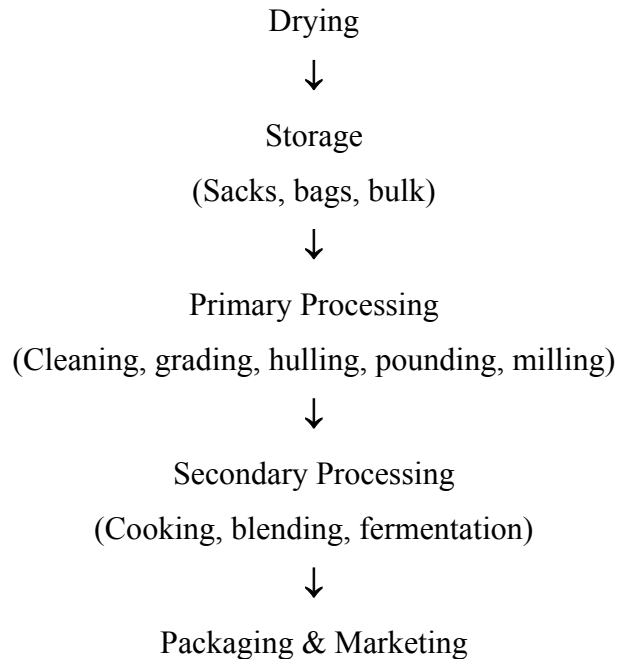 Drying
↓
Storage
(Sacks, bags, bulk)
↓
Primary Processing
(Cleaning, grading, hulling, pounding, milling)
↓
Secondary Processing
(Cooking, blending, fermentation)
↓
Packaging & Marketing